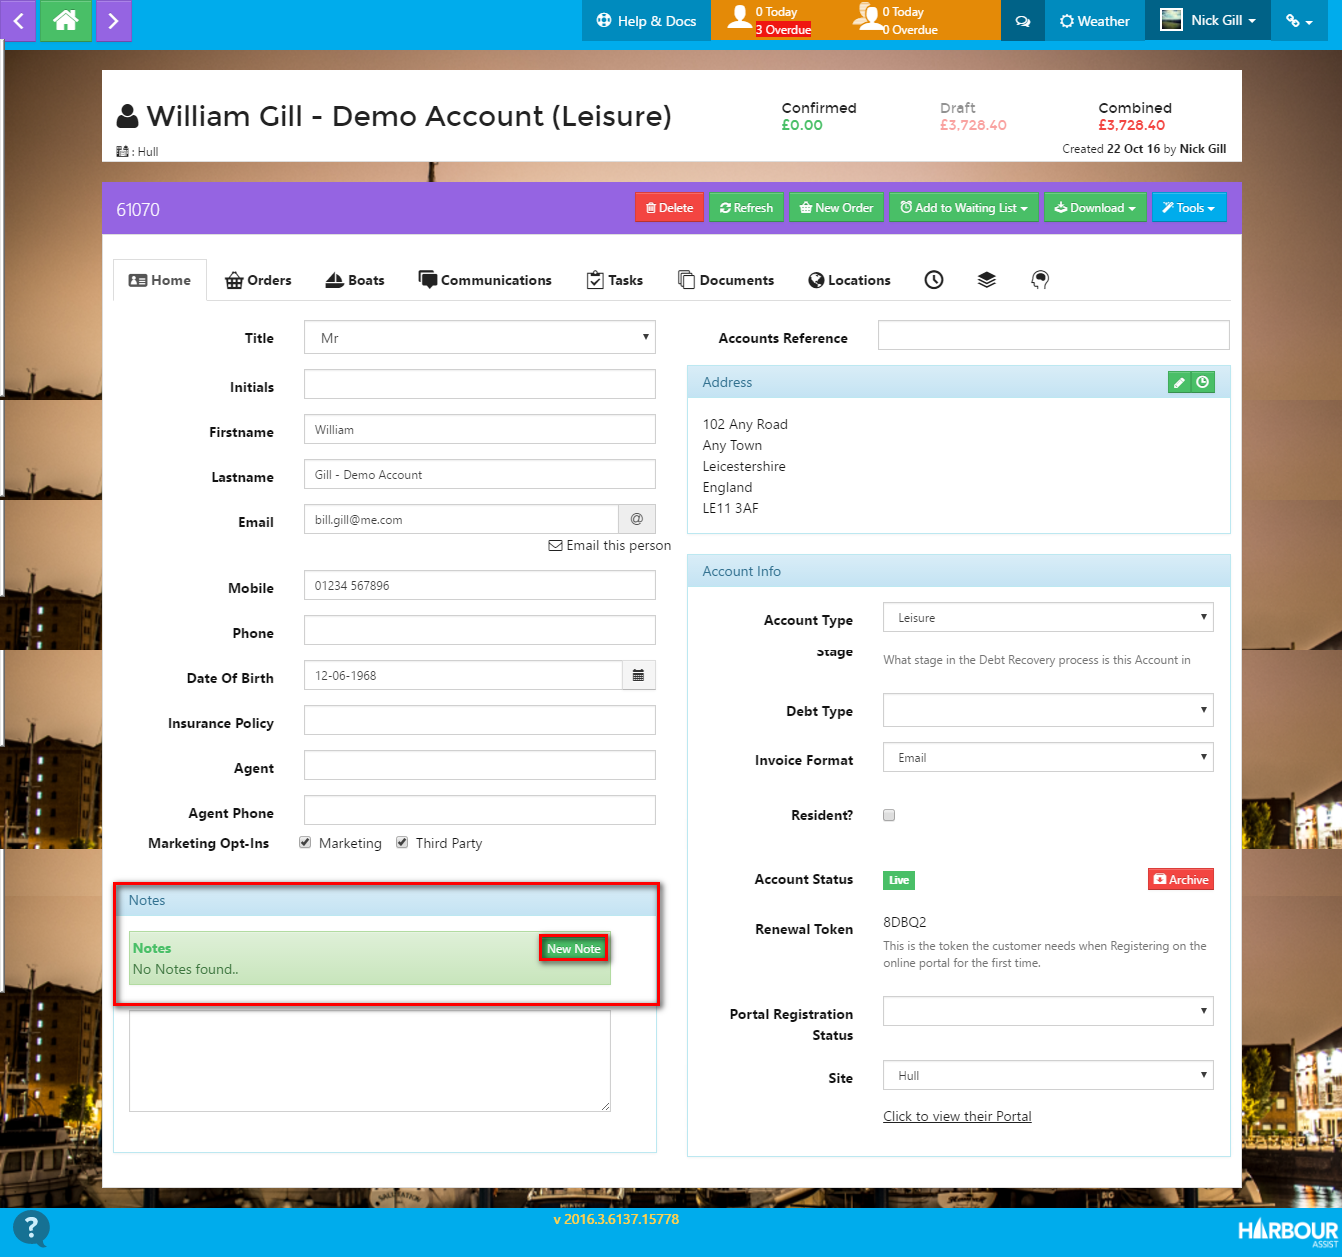 Help & Docs
0 Today
3 Overdue
0 Today
0 Overdue
Weather
Nick Gill
William Gill - Demo Account (Leisure)
: Hull
Confirmed
£0.00
Draft
£3,728.40
Combined
£3,728.40
Created 22 Oct 16 by Nick Gill
61070
Delete
Refresh
New Order
Add to Waiting List
Download
Tools
Home
Orders
Boats
Communications
Tasks
Documents
Locations
Title
Mr
Initials
Firstname
William
Lastname
Gill - Demo Account
Email
bill.gill@me.com
@
Email this person
Mobile
01234 567896
Phone
Date Of Birth
12-06-1968
Insurance Policy
Agent
Agent Phone
Marketing Opt-Ins
Marketing
Third Party
Notes
Notes
New Note
No Notes found..
Accounts Reference
Address
102 Any Road
Any Town
Leicestershire
England
LE11 3AF
Account Info
Account Type
Leisure
Stage
What stage in the Debt Recovery process is this Account in
Debt Type
Invoice Format
Email
Resident?
Account Status
Live
Archive
Renewal Token
8DBQ2
This is the token the customer needs when Registering on the
online portal for the first time.
Portal Registration
Status
Site
Hull
Click to view their Portal
?
v 2016.3.6137.15778
HARBOUR
ASSIST